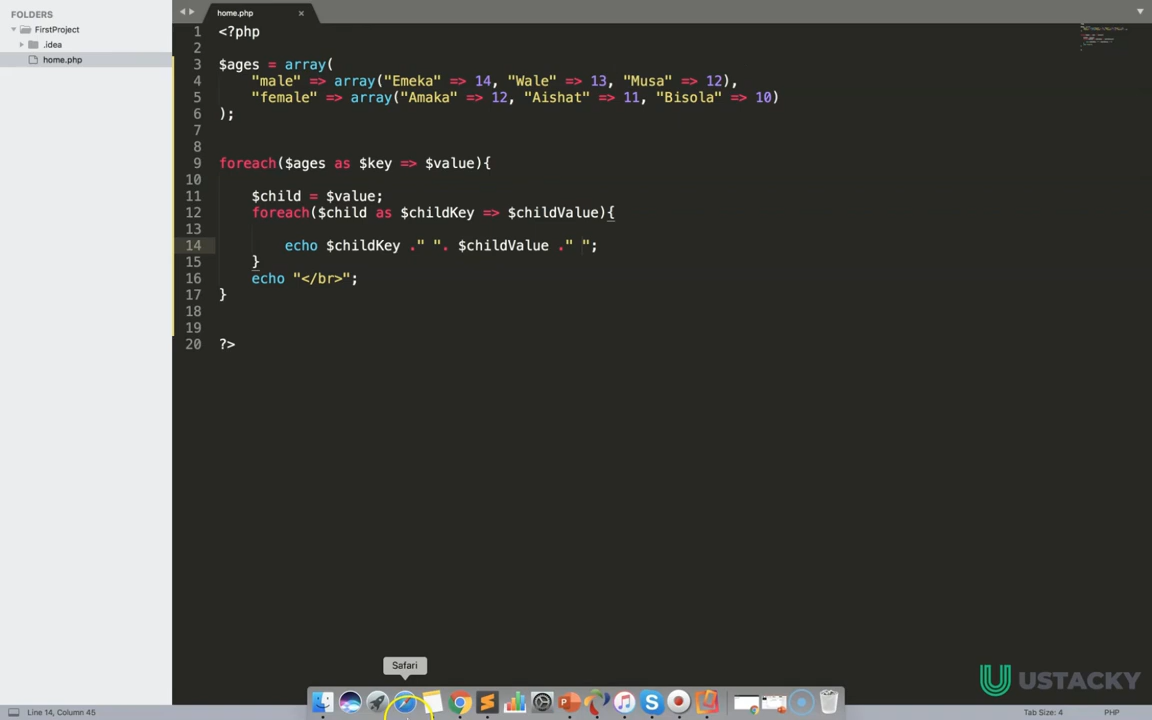 FOLDERS
FirstProject
.idea
home.php
home.php
1 <?php
2
3 $ages = array(
4 "male" => array("Emeka" => 14, "Wale" => 13, "Musa" => 12),
5 "female" => array("Amaka" => 12, "Aishat" => 11, "Bisola" => 10)
6 );
7
8
9 foreach($ages as $key => $value){
10
11 $child = $value;
12 foreach($child as $childKey => $childValue){
13
14 echo $childKey ." ". $childValue ." ";
15 }
16 echo "</br>";
17 }
18
19
20 ?>
Safari
USTACKY
Line 14, Column 45
Tab Size: 4
PHP